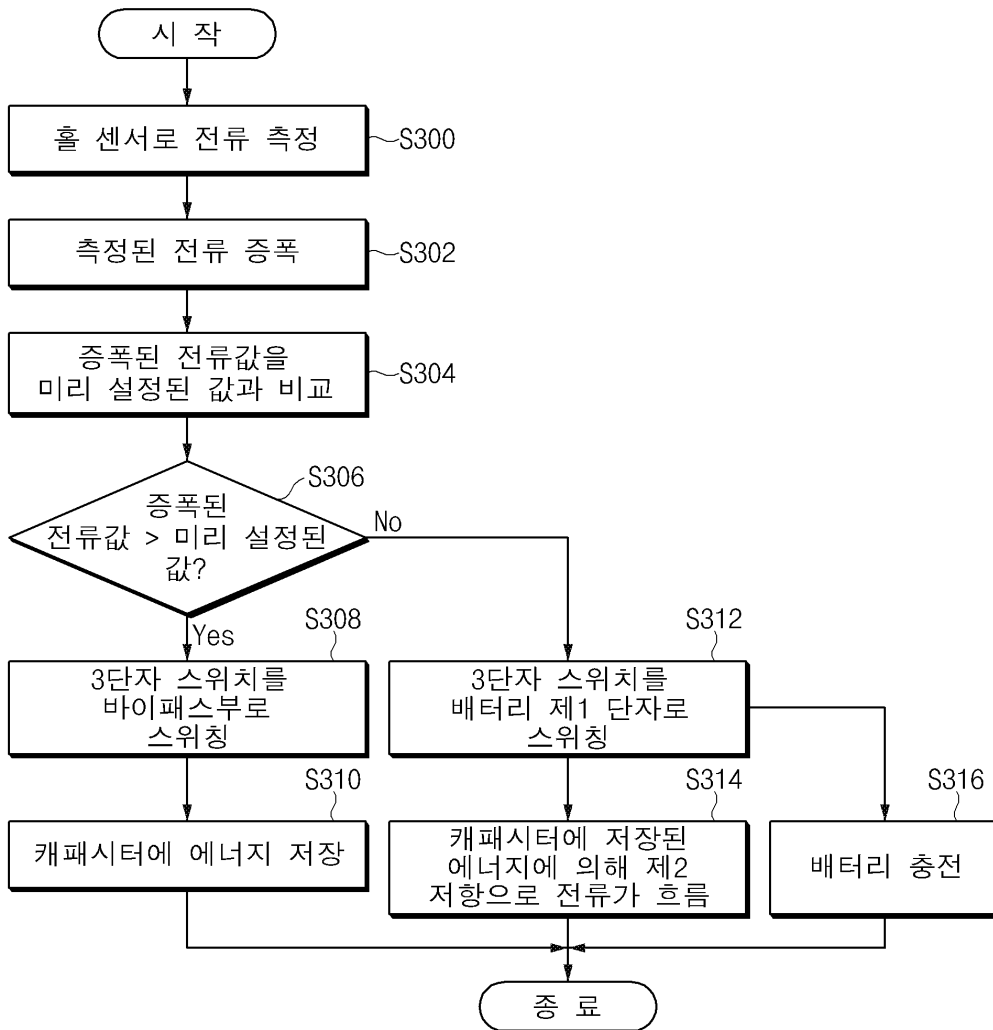 시 작
홀 센서로 전류 측정
S300
측정된 전류 증폭
S302
증폭된 전류값을
미리 설정된 값과 비교
S304
S306
증폭된
전류값 > 미리 설정된
값?
No
Yes
S308
3단자 스위치를
바이패스부로
스위칭
S312
3단자 스위치를
배터리 제1 단자로
스위칭
S310
캐패시터에 에너지 저장
S314
캐패시터에 저장된
에너지에 의해 제2
저항으로 전류가 흐름
S316
배터리 충전
종 료